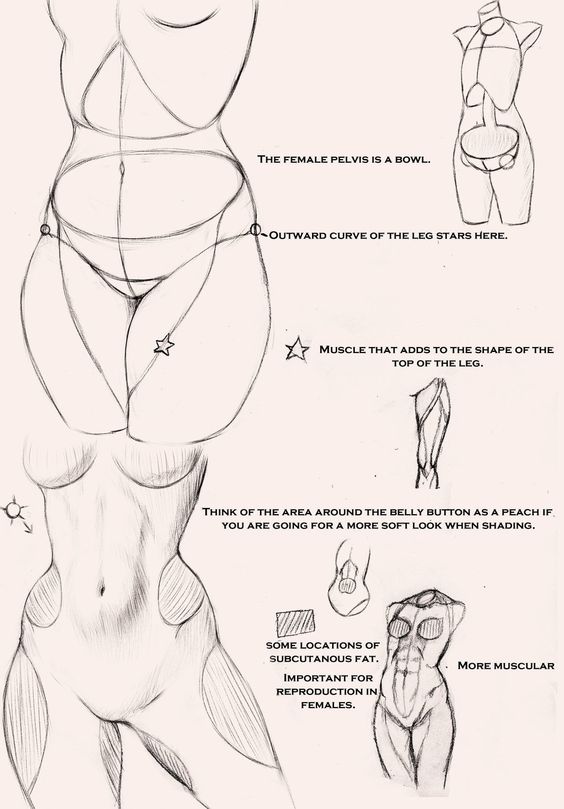 The female pelvis is a bowl.
Outward curve of the leg stars here.
Muscle that adds to the shape of the
top of the leg.
Think of the area around the belly button as a peach if
you are going for a more soft look when shading.
some locations of
subcutanous fat.
Important for
reproduction in
females.
More muscular